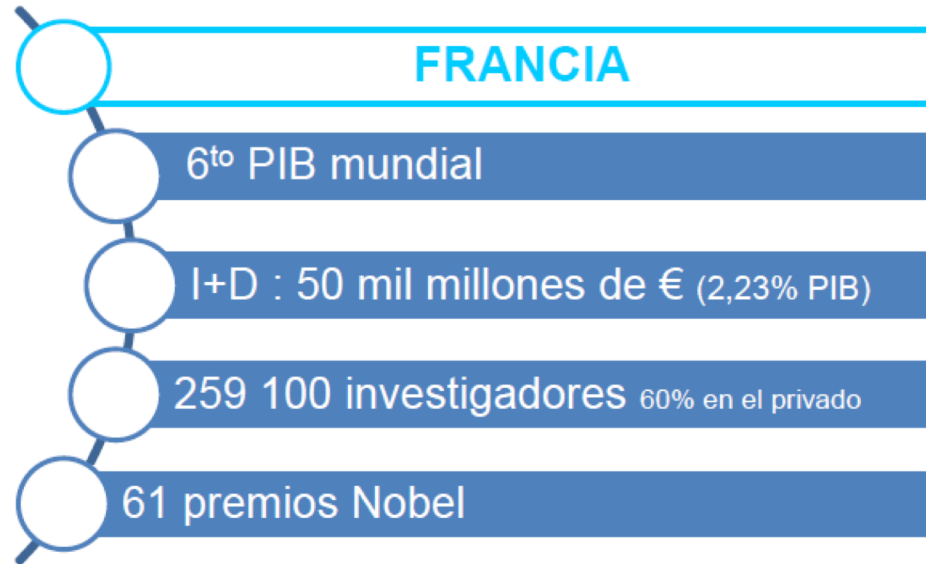 FRANCIA
6to PIB mundial
I+D : 50 mil millones de € (2,23% PIB)
259 100 investigadores 60% en el privado
61 premios Nobel